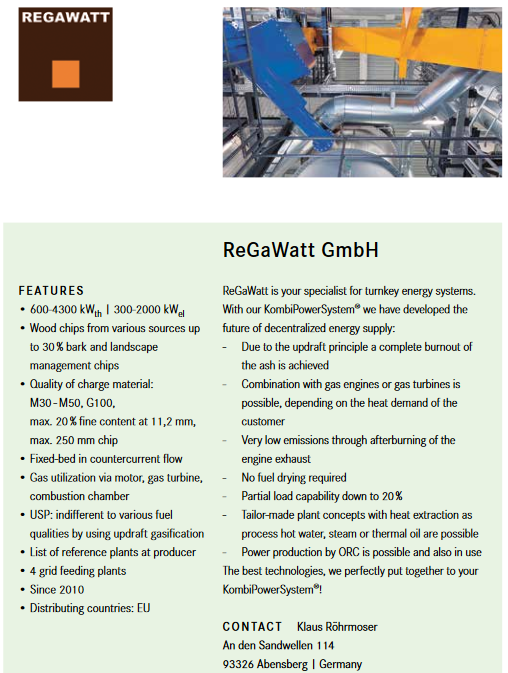 REGAWATT
ReGaWatt GmbH
FEATURES
• 600-4300 kWth | 300-2000 kWel
• Wood chips from various sources up
to 30 % bark and landscape
management chips
• Quality of charge material:
M30 - M50, G100,
max. 20 % fine content at 11,2 mm,
max. 250 mm chip
• Fixed-bed in countercurrent flow
• Gas utilization via motor, gas turbine,
combustion chamber
• USP: indifferent to various fuel
qualities by using updraft gasification
• List of reference plants at producer
• 4 grid feeding plants
• Since 2010
• Distributing countries: EU
ReGaWatt is your specialist for turnkey energy systems.
With our KombiPowerSystem® we have developed the
future of decentralized energy supply:
- Due to the updraft principle a complete burnout of
the ash is achieved
- Combination with gas engines or gas turbines is
possible, depending on the heat demand of the
customer
- Very low emissions through afterburning of the
engine exhaust
- No fuel drying required
- Partial load capability down to 20 %
- Tailor-made plant concepts with heat extraction as
process hot water, steam or thermal oil are possible
- Power production by ORC is possible and also in use
The best technologies, we perfectly put together to your
KombiPowerSystem®!
CONTACT Klaus Röhrmoser
An den Sandwellen 114
93326 Abensberg | Germany